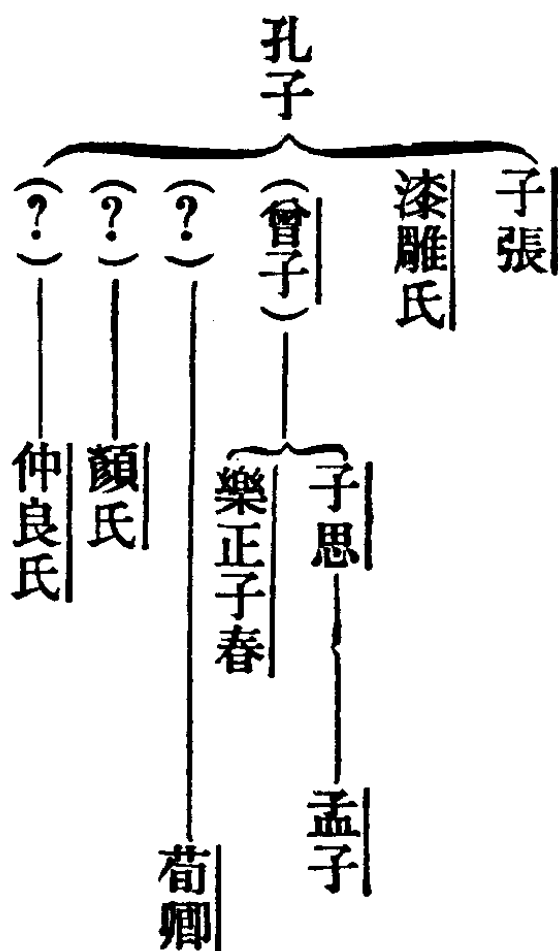 孔子
子張
漆雕氏
（曾子）
子思
孟子
樂正子春
（？）
荀卿
（？）
顏氏
（？）
仲良氏